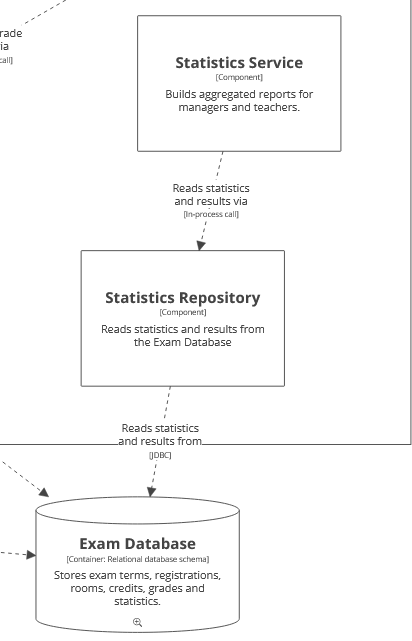 rade
ia
call]
Statistics Service
[Component]
Builds aggregated reports for
managers and teachers.
Reads statistics
and results via
[In-process call]
Statistics Repository
[Component]
Reads statistics and results from
the Exam Database
Reads statistics
and results from
[JDBC]
Exam Database
[Container: Relational database schema]
Stores exam terms, registrations,
rooms, credits, grades and
statistics.